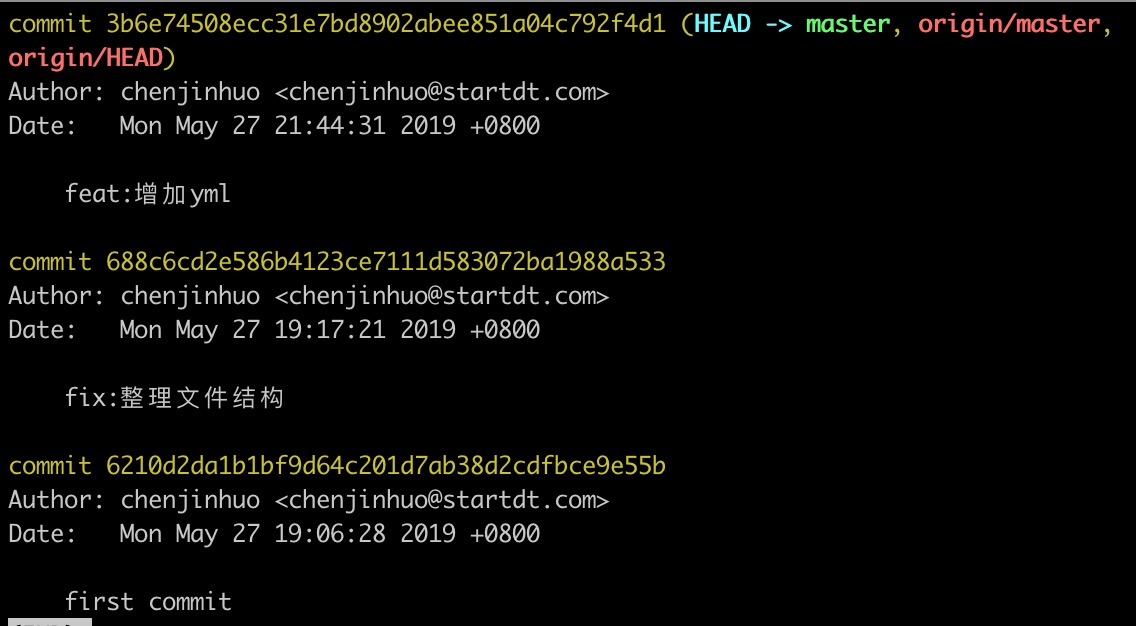 commit 3b6e74508ecc31e7bd8902abee851a04c792f4d1 (HEAD -> master, origin/master,
origin/HEAD)
Author: chenjinhuo <chenjinhuo@startdt.com>
Date:   Mon May 27 21:44:31 2019 +0800
feat:增加yml
commit 688c6cd2e586b4123ce7111d583072ba1988a533
Author: chenjinhuo <chenjinhuo@startdt.com>
Date:   Mon May 27 19:17:21 2019 +0800
fix:整理文件结构
commit 6210d2da1b1bf9d64c201d7ab38d2cdfbce9e55b
Author: chenjinhuo <chenjinhuo@startdt.com>
Date:   Mon May 27 19:06:28 2019 +0800
first commit